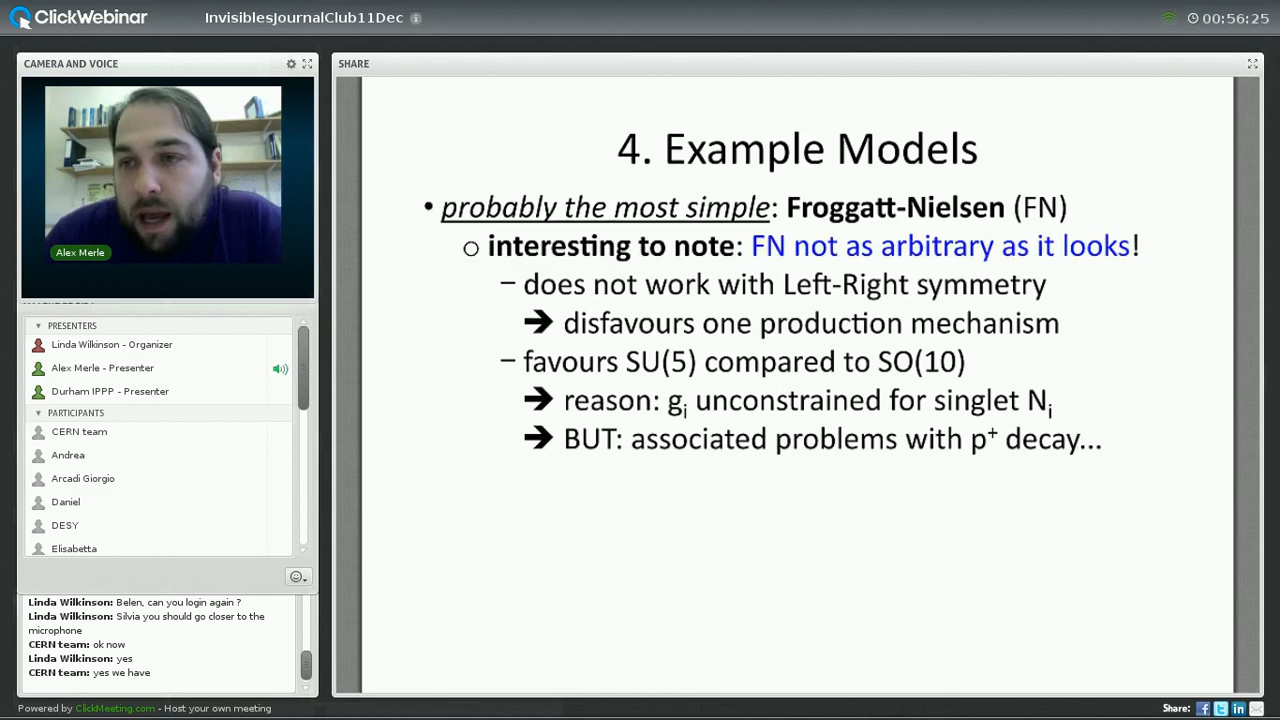 ClickWebinar
InvisiblesJournalClub11Dec
00:56:25
CAMERA AND VOICE
Alex Merle
PRESENTERS
Linda Wilkinson - Organizer
Alex Merle - Presenter
Durham IPPP - Presenter
PARTICIPANTS
CERN team
Andrea
Arcadi Giorgio
Daniel
DESY
Elisabetta
Linda Wilkinson: Belen, can you login again ?
Linda Wilkinson: Silvia you should go closer to the
microphone
CERN team: ok now
Linda Wilkinson: yes
CERN team: yes we have
SHARE
4. Example Models
• probably the most simple: Froggatt-Nielsen (FN)
o interesting to note: FN not as arbitrary as it looks!
– does not work with Left-Right symmetry
➔ disfavours one production mechanism
– favours SU(5) compared to SO(10)
➔ reason: gᵢ unconstrained for singlet Nᵢ
➔ BUT: associated problems with p⁺ decay...
Powered by ClickMeeting.com - Host your own meeting
Share: